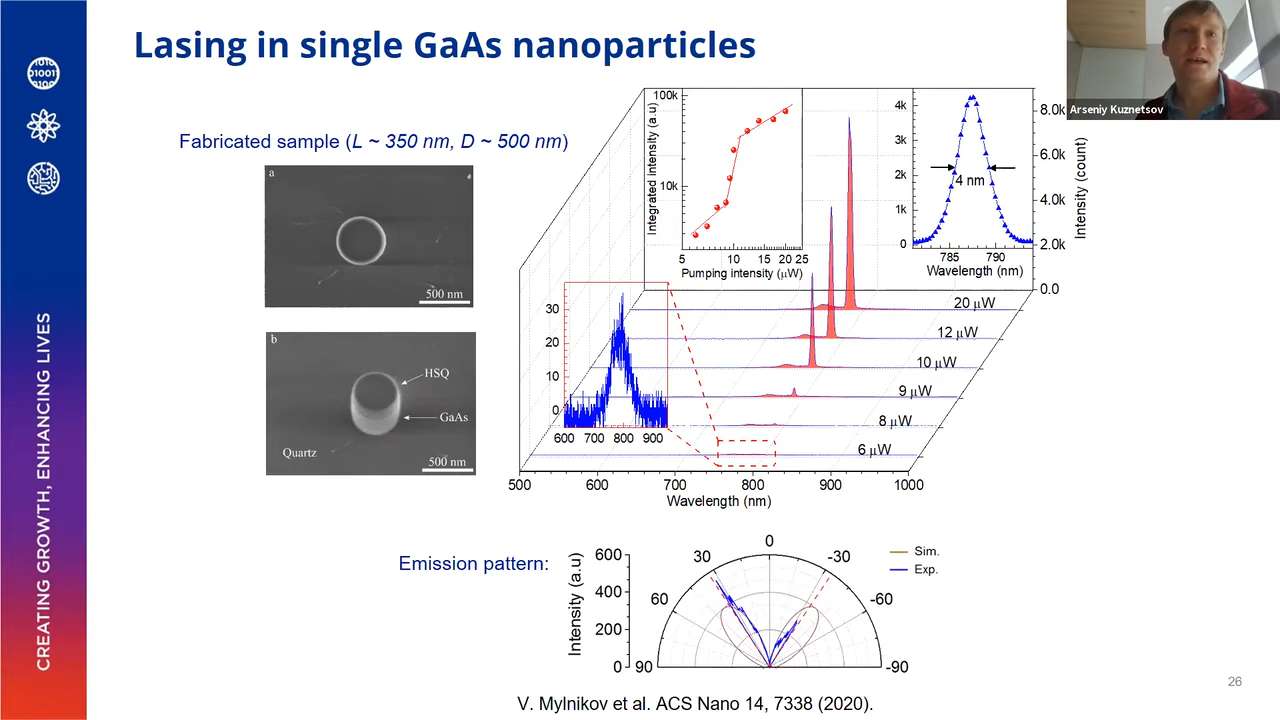 Lasing in single GaAs nanoparticles
Arseniy Kuznetsov
CREATING GROWTH, ENHANCING LIVES
Fabricated sample (L ~ 350 nm, D ~ 500 nm)
a
500 nm
b
HSQ
GaAs
Quartz
500 nm
100k
10k
Integrated intensity (a.u)
5
10
15
20
25
Pumping intensity (μW)
4k
3k
2k
1k
0
4 nm
785
790
Wavelength (nm)
8.0k
6.0k
4.0k
2.0k
0.0
Intensity (count)
20 μW
12 μW
10 μW
9 μW
8 μW
6 μW
30
20
10
0
600 700 800 900
500 600 700 800 900 1000
Wavelength (nm)
Emission pattern:
Intensity (a.u)
600
400
200
0
90
60
30
0
-30
-60
-90
Sim.
Exp.
V. Mylnikov et al. ACS Nano 14, 7338 (2020).
26